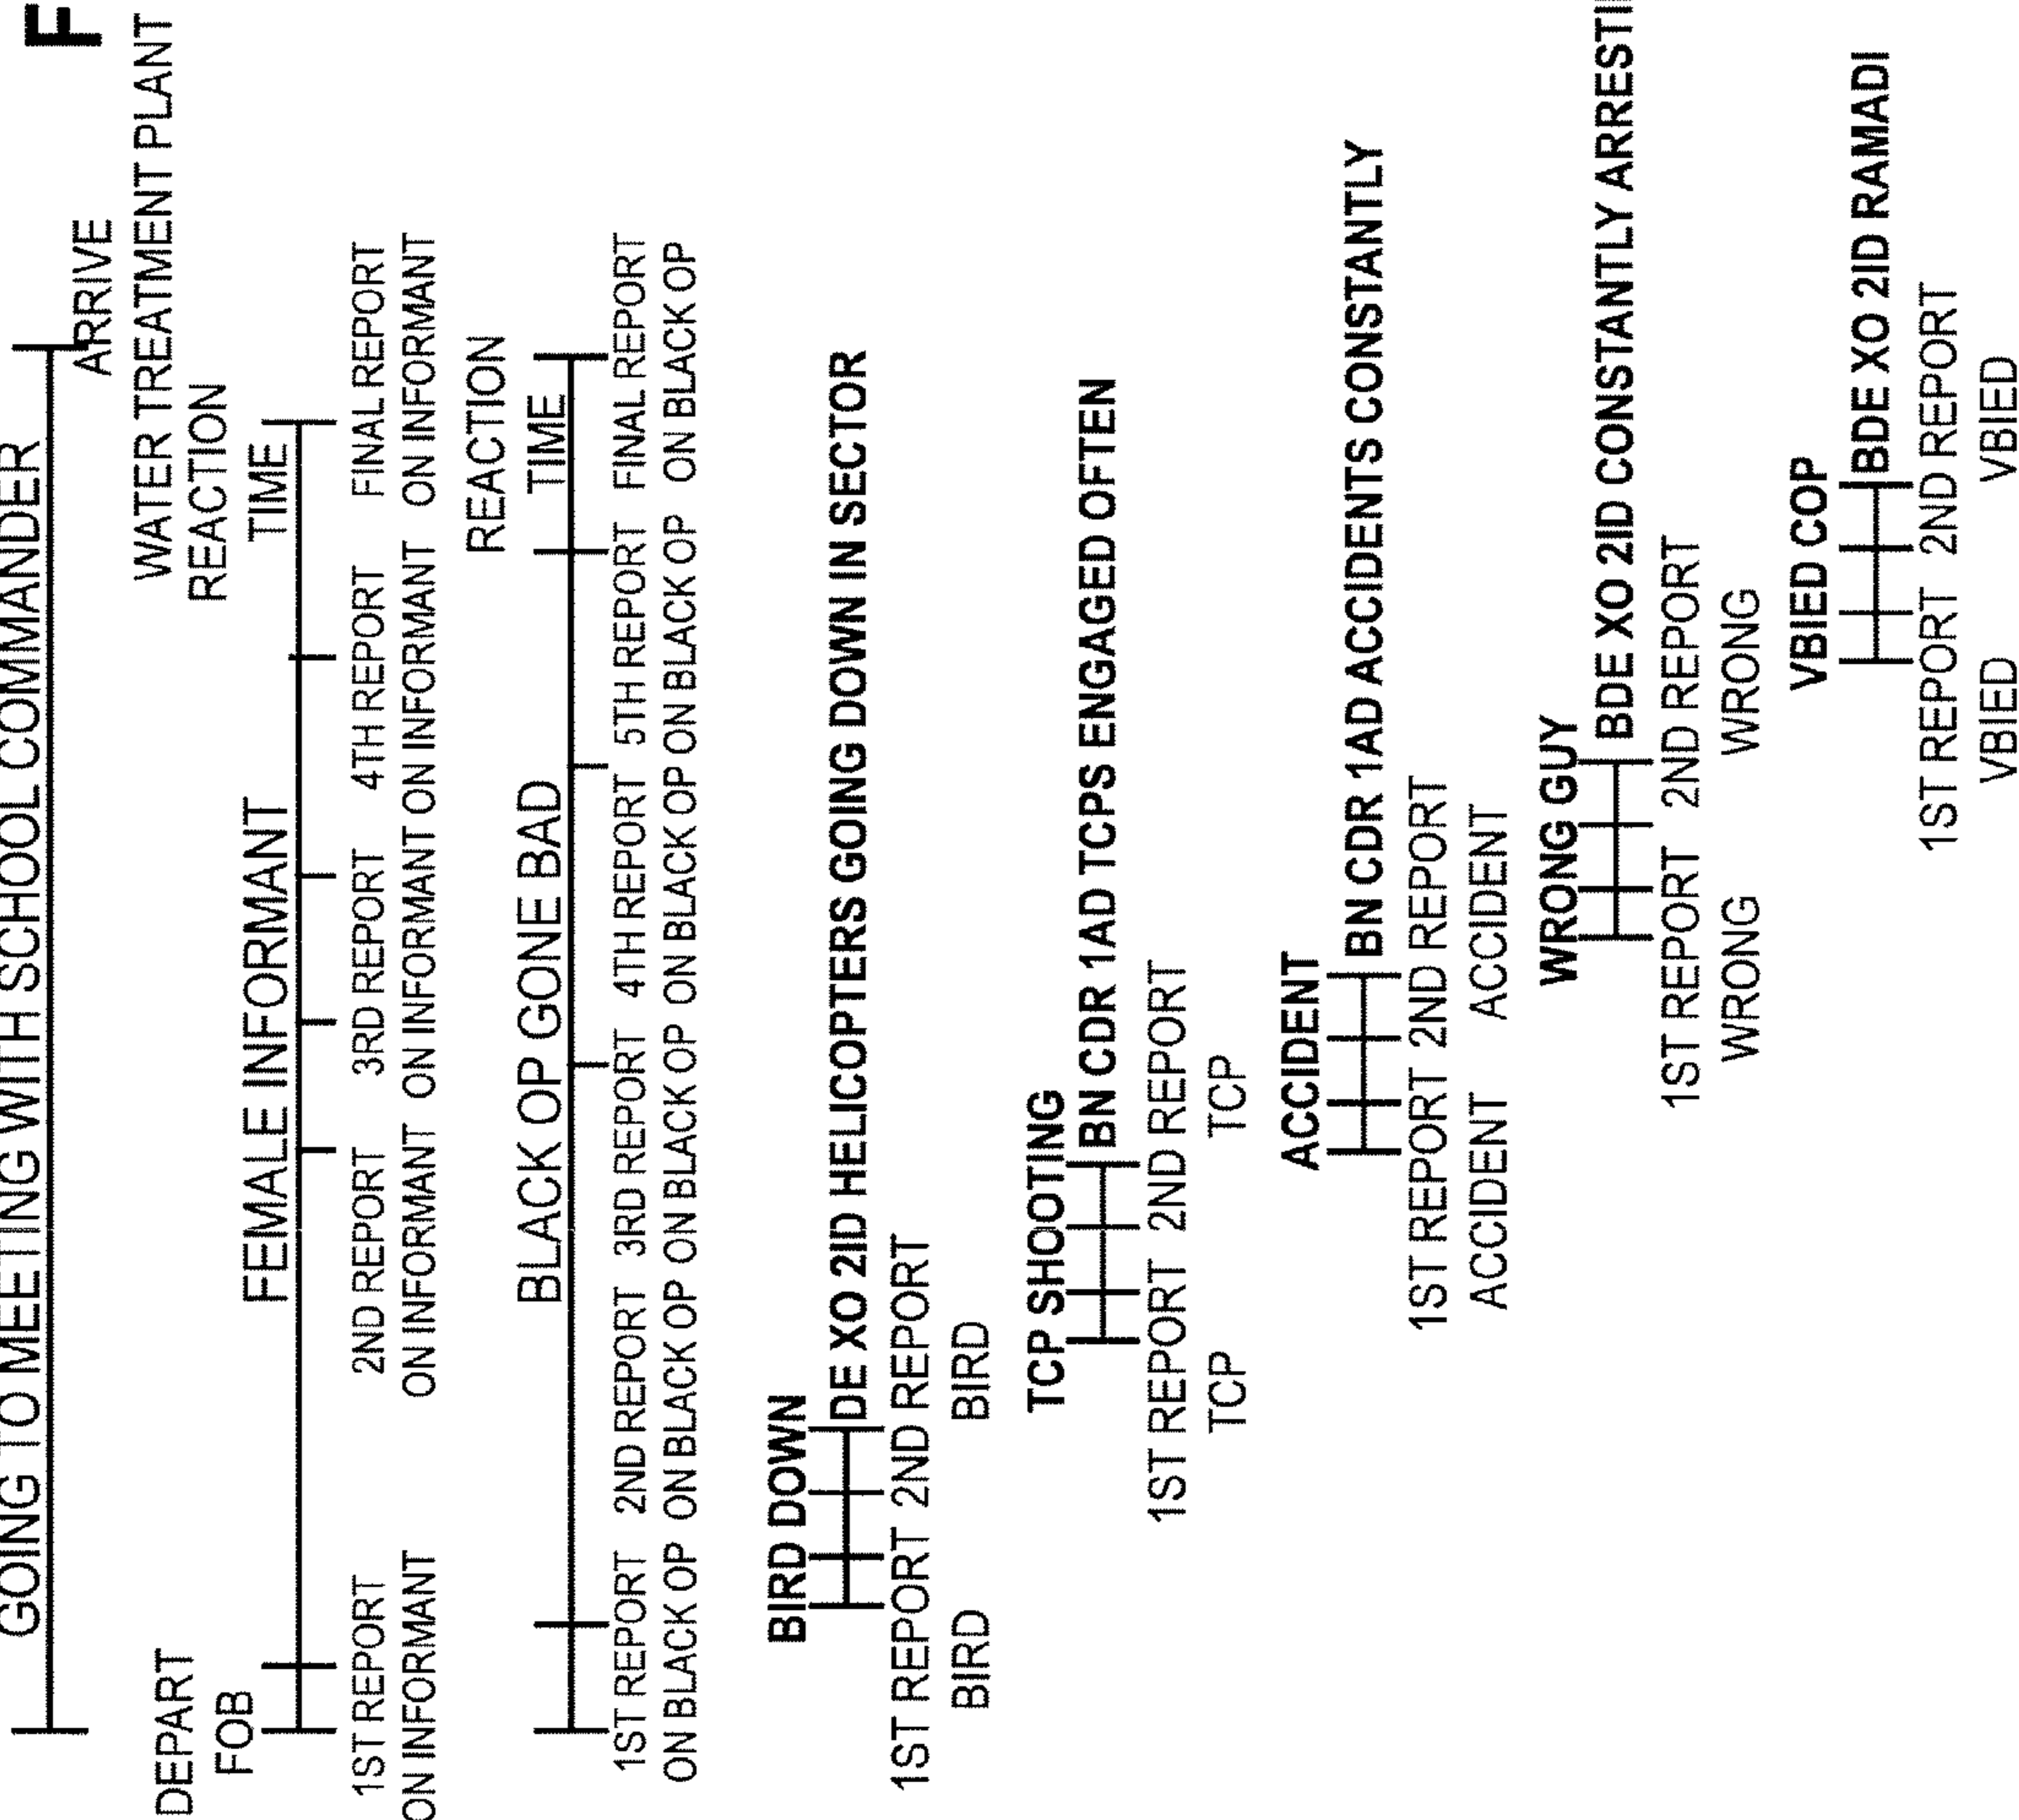 F
GOING TO MEETING WITH SCHOOL COMMANDER
ARRIVE
WATER TREATMENT PLANT
DEPART
FOB
REACTION
TIME
FEMALE INFORMANT
1ST REPORT 2ND REPORT 3RD REPORT 4TH REPORT FINAL REPORT
ON INFORMANT ON INFORMANT ON INFORMANT ON INFORMANT ON INFORMANT
REACTION
BLACK OP GONE BAD TIME
1ST REPORT 2ND REPORT 3RD REPORT 4TH REPORT 5TH REPORT FINAL REPORT
ON BLACK OP ON BLACK OP ON BLACK OP ON BLACK OP ON BLACK OP ON BLACK OP
BIRD DOWN
DE XO 2ID HELICOPTERS GOING DOWN IN SECTOR
1ST REPORT 2ND REPORT
BIRD BIRD
TCP SHOOTING
BN CDR 1AD TCPS ENGAGED OFTEN
1ST REPORT 2ND REPORT
TCP TCP
ACCIDENT
BN CDR 1AD ACCIDENTS CONSTANTLY
1ST REPORT 2ND REPORT
ACCIDENT ACCIDENT
WRONG GUY
BDE XO 2ID CONSTANTLY
1ST REPORT 2ND REPORT
WRONG WRONG
VBIED COP
BDE XO 2ID RAMADI
1ST REPORT 2ND REPORT
VBIED VBIED